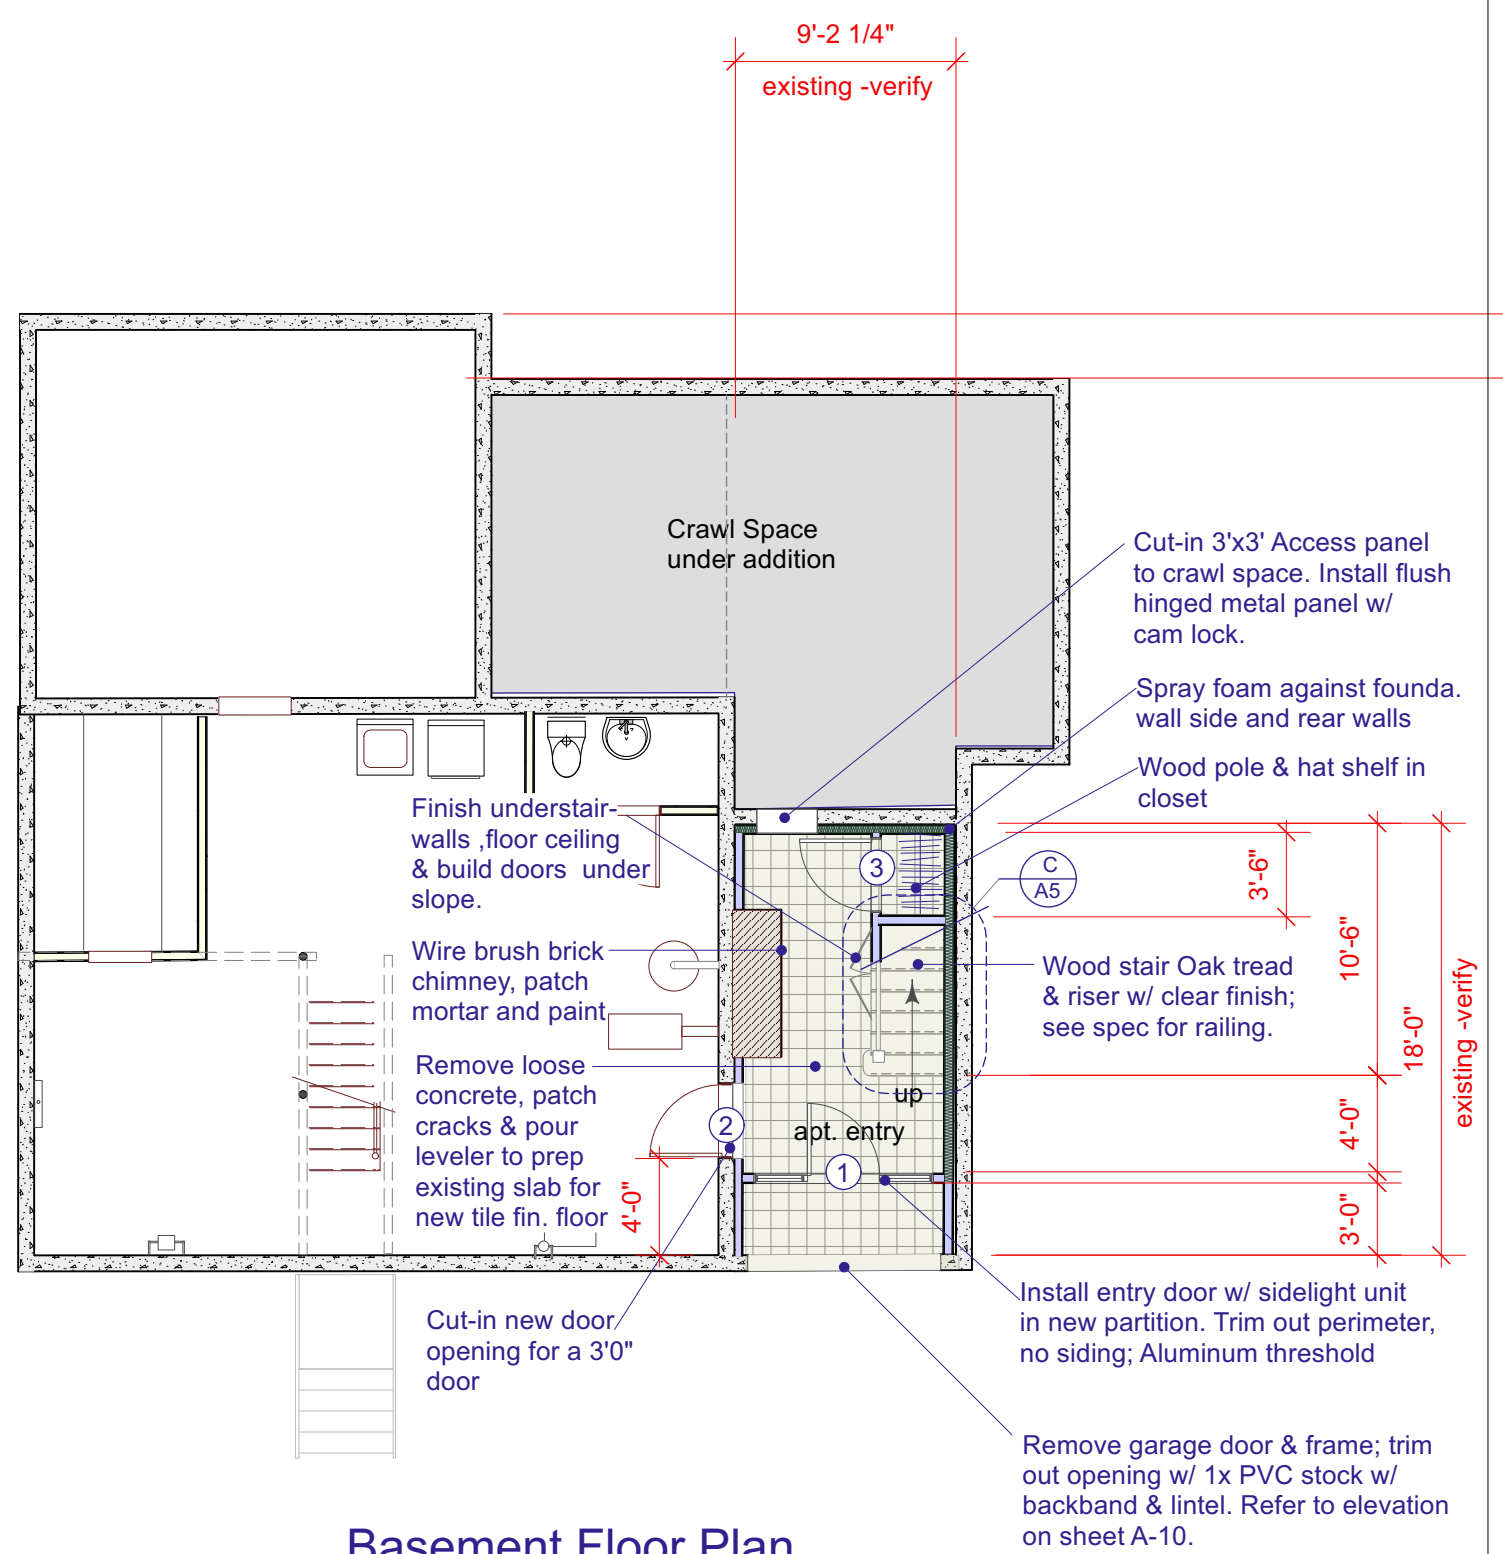 9'-2 1/4"
existing -verify
Crawl Space
under addition
Cut-in 3'x3' Access panel
to crawl space. Install flush
hinged metal panel w/
cam lock.
Spray foam against founda.
wall side and rear walls
Wood pole & hat shelf in
closet
Finish understair-
walls ,floor ceiling
& build doors under
slope.
3
C
A5
3'-6"
10'-6"
18'-0"
existing -verify
Wire brush brick
chimney, patch
mortar and paint
Wood stair Oak tread
& riser w/ clear finish;
see spec for railing.
Remove loose
concrete, patch
cracks & pour
leveler to prep
existing slab for
new tile fin. floor
up
apt. entry
2
1
4'-0"
4'-0"
3'-0"
Cut-in new door
opening for a 3'0"
door
Install entry door w/ sidelight unit
in new partition. Trim out perimeter,
no siding; Aluminum threshold
Remove garage door & frame; trim
out opening w/ 1x PVC stock w/
backband & lintel. Refer to elevation
on sheet A-10.
Basement Floor Plan